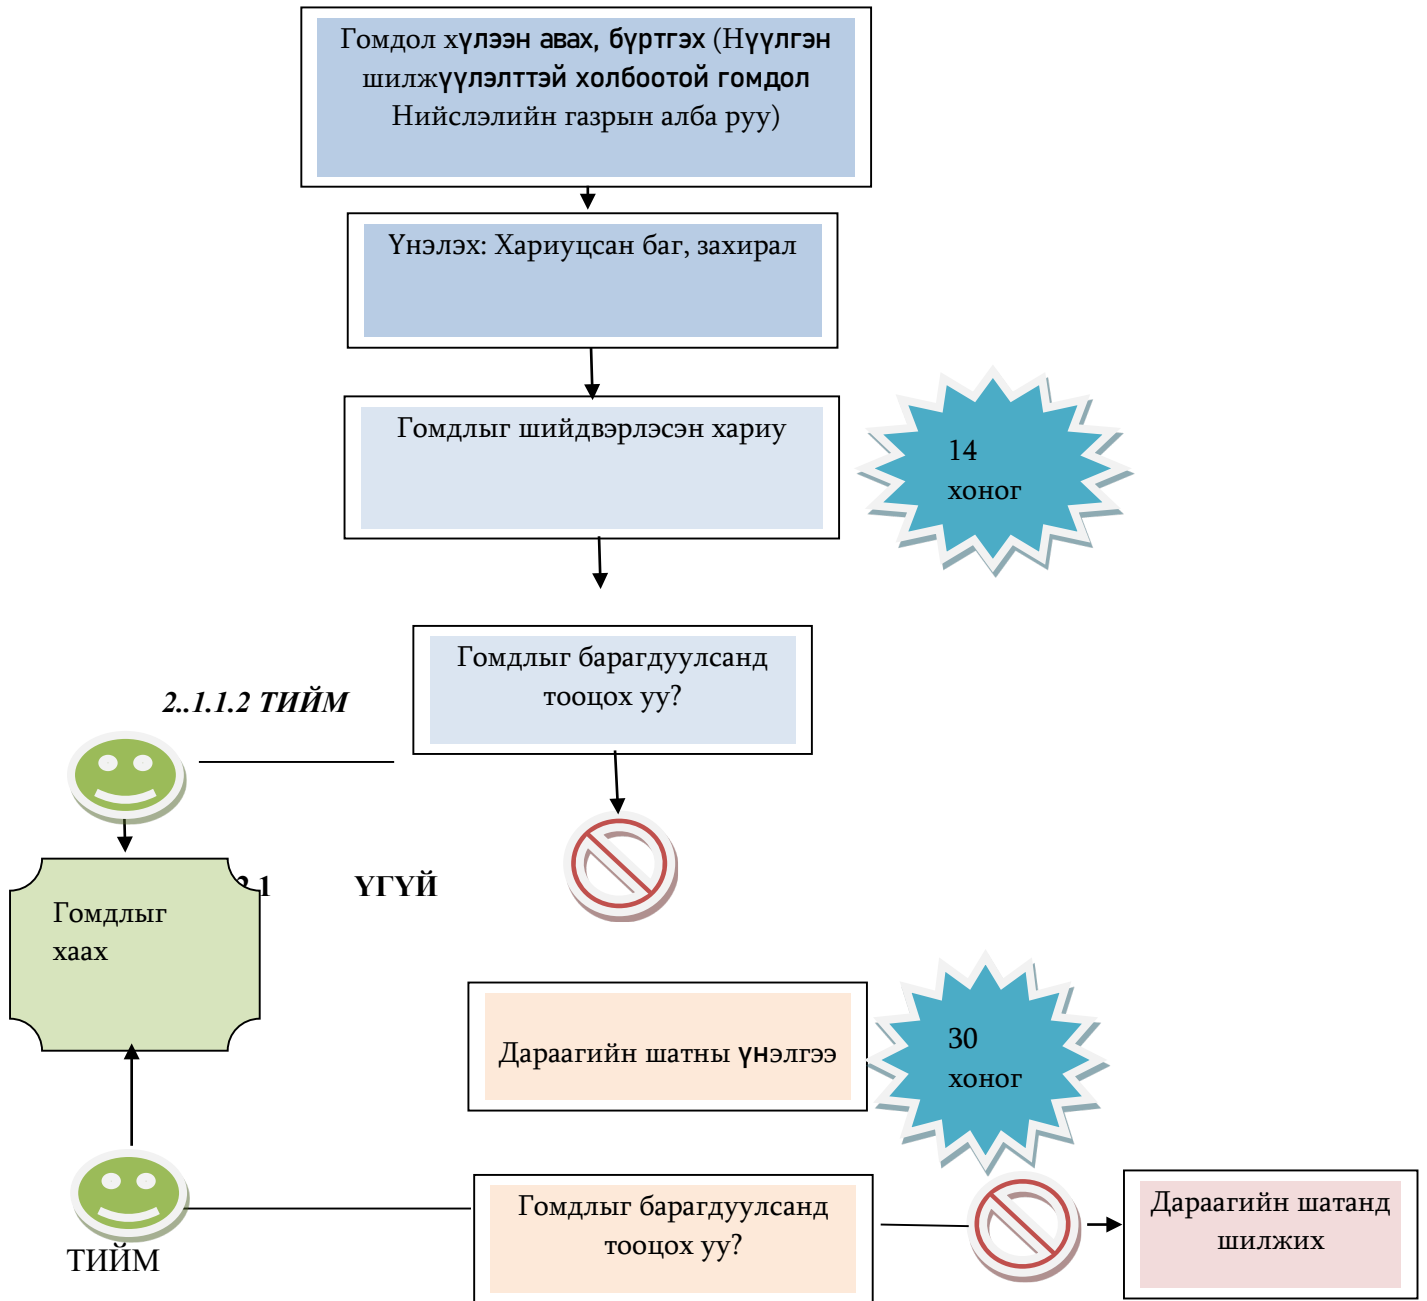 Гомдол хүлээн авах, бүртгэх (Нүүлгэн
шилжүүлэлттэй холбоотой гомдол
Нийслэлийн газрын алба руу)
Үнэлэх: Хариуцсан баг, захирал
Гомдлыг шийдвэрлэсэн хариу
14
хоног
Гомдлыг барагдуулсанд
тооцох уу?
2..1.1.2 ТИЙМ
2.1 ҮГҮЙ
Гомдлыг
хаах
Дараагийн шатны үнэлгээ
30
хоног
Гомдлыг барагдуулсанд
тооцох уу?
Дараагийн шатанд
шилжих
ТИЙМ